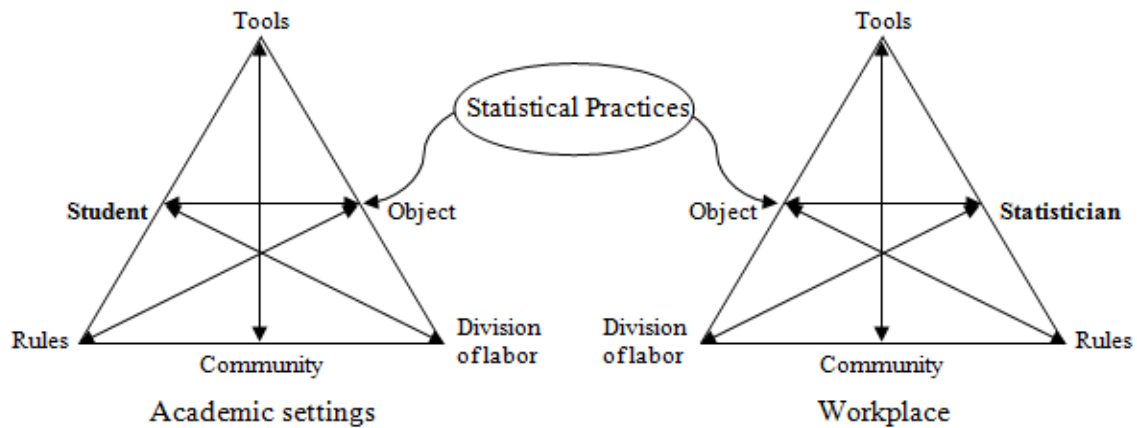 Tools
Tools
Statistical Practices
Student
Object
Object
Statistician
Rules
Division
of labor
Community
Division
of labor
Community
Rules
Academic settings
Workplace